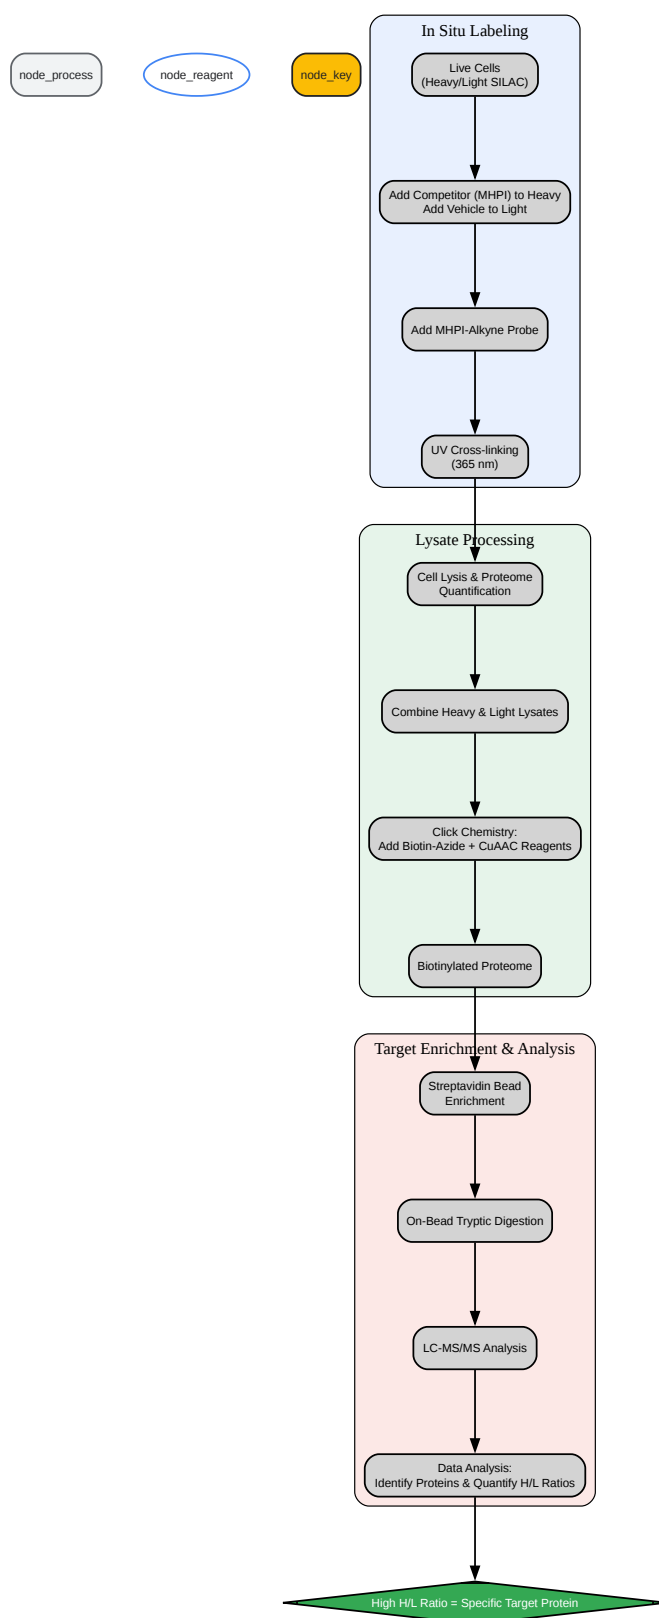 In Situ Labeling
node_process
node_reagent
node_key
Live Cells
(Heavy/Light SILAC)
Add Competitor (MHPI) to Heavy
Add Vehicle to Light
Add MHPI-Alkyne Probe
UV Cross-linking
(365 nm)
Lysate Processing
Cell Lysis & Proteome
Quantification
Combine Heavy & Light Lysates
Click Chemistry:
Add Biotin-Azide + CuAAC Reagents
Biotinylated Proteome
Target Enrichment & Analysis
Streptavidin Bead
Enrichment
On-Bead Tryptic Digestion
LC-MS/MS Analysis
Data Analysis:
Identify Proteins & Quantify H/L Ratios
High H/L Ratio = Specific Target Protein